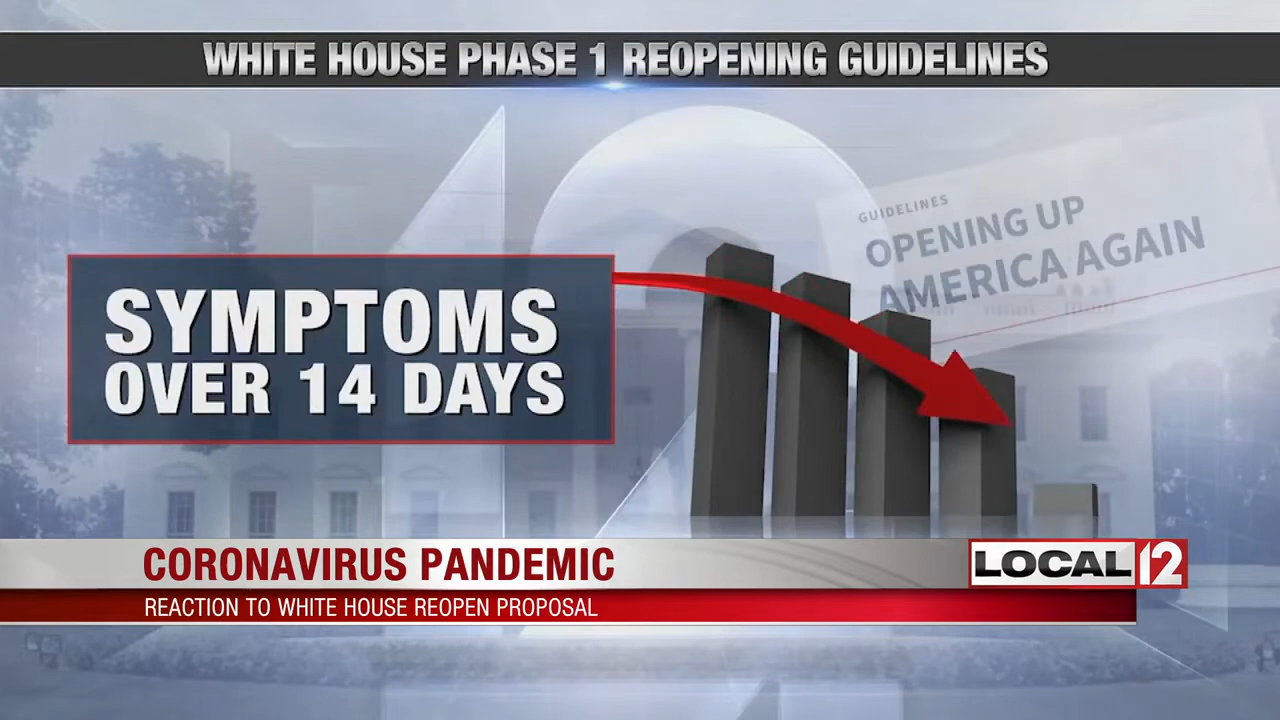 WHITE HOUSE PHASE 1 REOPENING GUIDELINES
12
GUIDELINES
OPENING UP
AMERICA AGAIN
SYMPTOMS
OVER 14 DAYS
CORONAVIRUS PANDEMIC
LOCAL 12
REACTION TO WHITE HOUSE REOPEN PROPOSAL